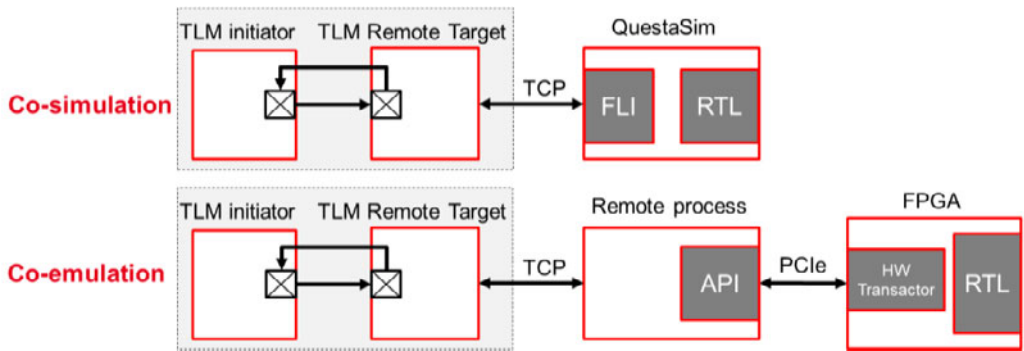 TLM initiator TLM Remote Target
QuestaSim
Co-simulation
TCP
FLI
RTL
TLM initiator TLM Remote Target
Remote process
FPGA
Co-emulation
TCP
API
PCIe
HW
Transactor
RTL